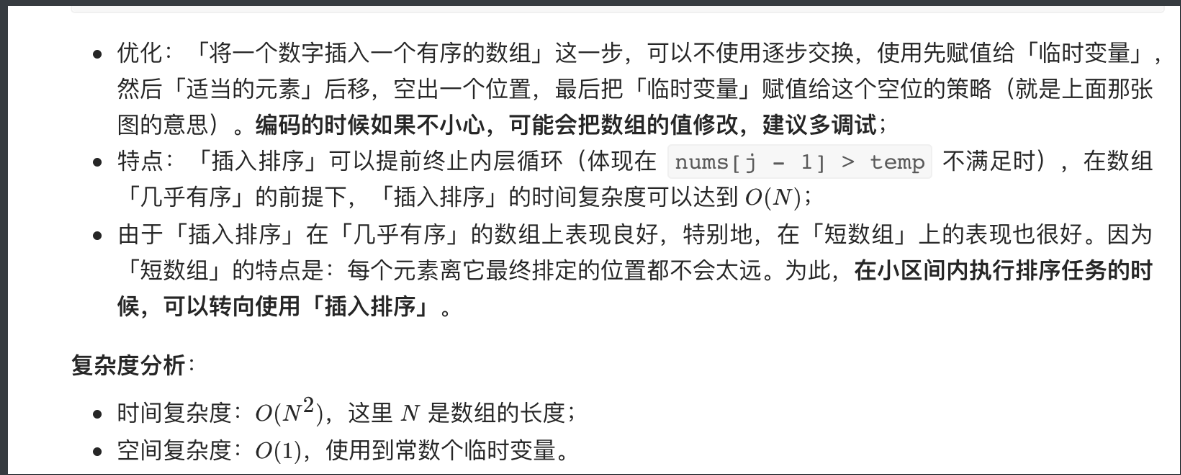 • 优化：「将一个数字插入一个有序的数组」这一步，可以不使用逐步交换，使用先赋值给「临时变量」，
然后「适当的元素」后移，空出一个位置，最后把「临时变量」赋值给这个空位的策略（就是上面那张
图的意思）。编码的时候如果不小心，可能会把数组的值修改，建议多调试；
• 特点：「插入排序」可以提前终止内层循环（体现在 nums[j - 1] > temp 不满足时），在数组
「几乎有序」的前提下，「插入排序」的时间复杂度可以达到 O(N)；
• 由于「插入排序」在「几乎有序」的数组上表现良好，特别地，在「短数组」上的表现也很好。因为
「短数组」的特点是：每个元素离它最终排定的位置都不会太远。为此，在小区间内执行排序任务的时
候，可以转向使用「插入排序」。
复杂度分析：
• 时间复杂度：O(N²)，这里 N 是数组的长度；
• 空间复杂度：O(1)，使用到常数个临时变量。